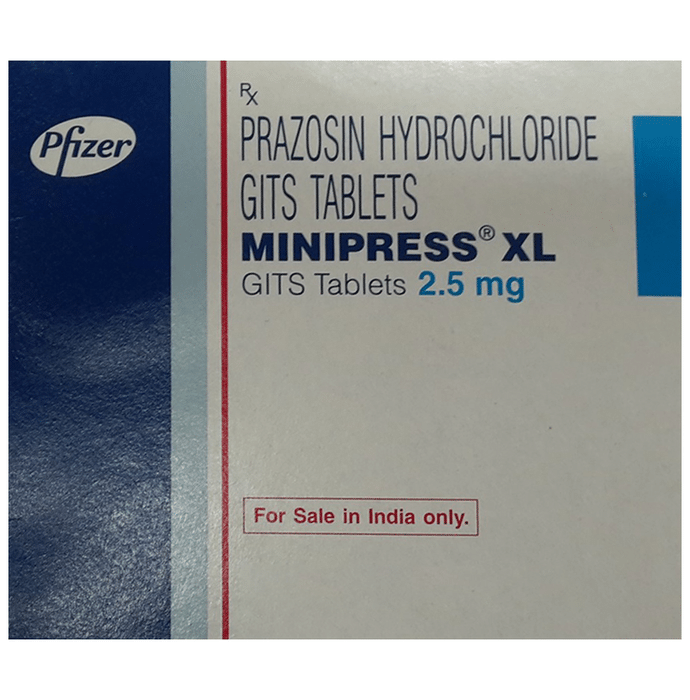 Pfizer
Rx
PRAZOSIN HYDROCHLORIDE
GITS TABLETS
MINIPRESS® XL
GITS Tablets 2.5 mg
For Sale in India only.